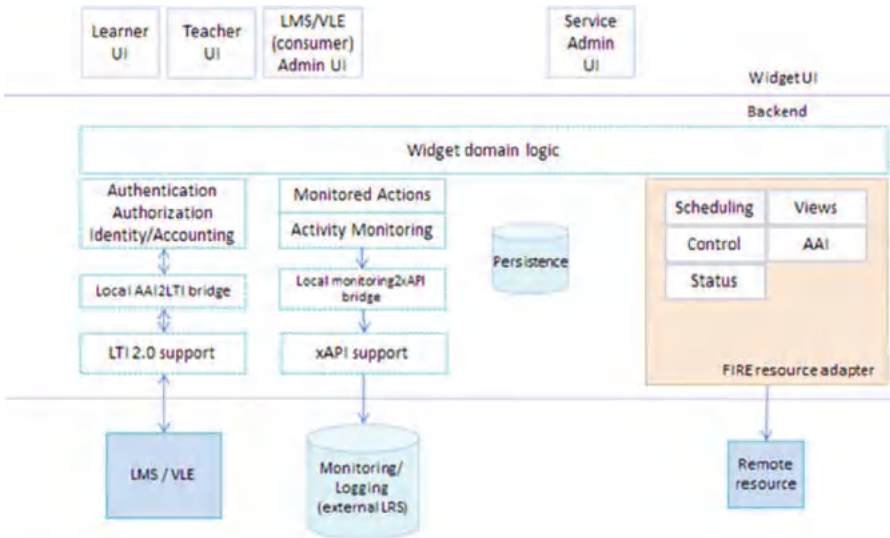 Learner
UI
Teacher
UI
LMS/VLE
(consumer)
Admin UI
Service
Admin
UI
Widget UI
Backend
Widget domain logic
Authentication
Authorization
Identity/Accounting
Monitored Actions
Activity Monitoring
Persistence
Scheduling
Views
Control
AAI
Status
Local AAI2LTI bridge
Local monitoring2xAPI
bridge
LTI 2.0 support
xAPI support
FIRE resource adapter
LMS / VLE
Monitoring/
Logging
(external LRS)
Remote
resource